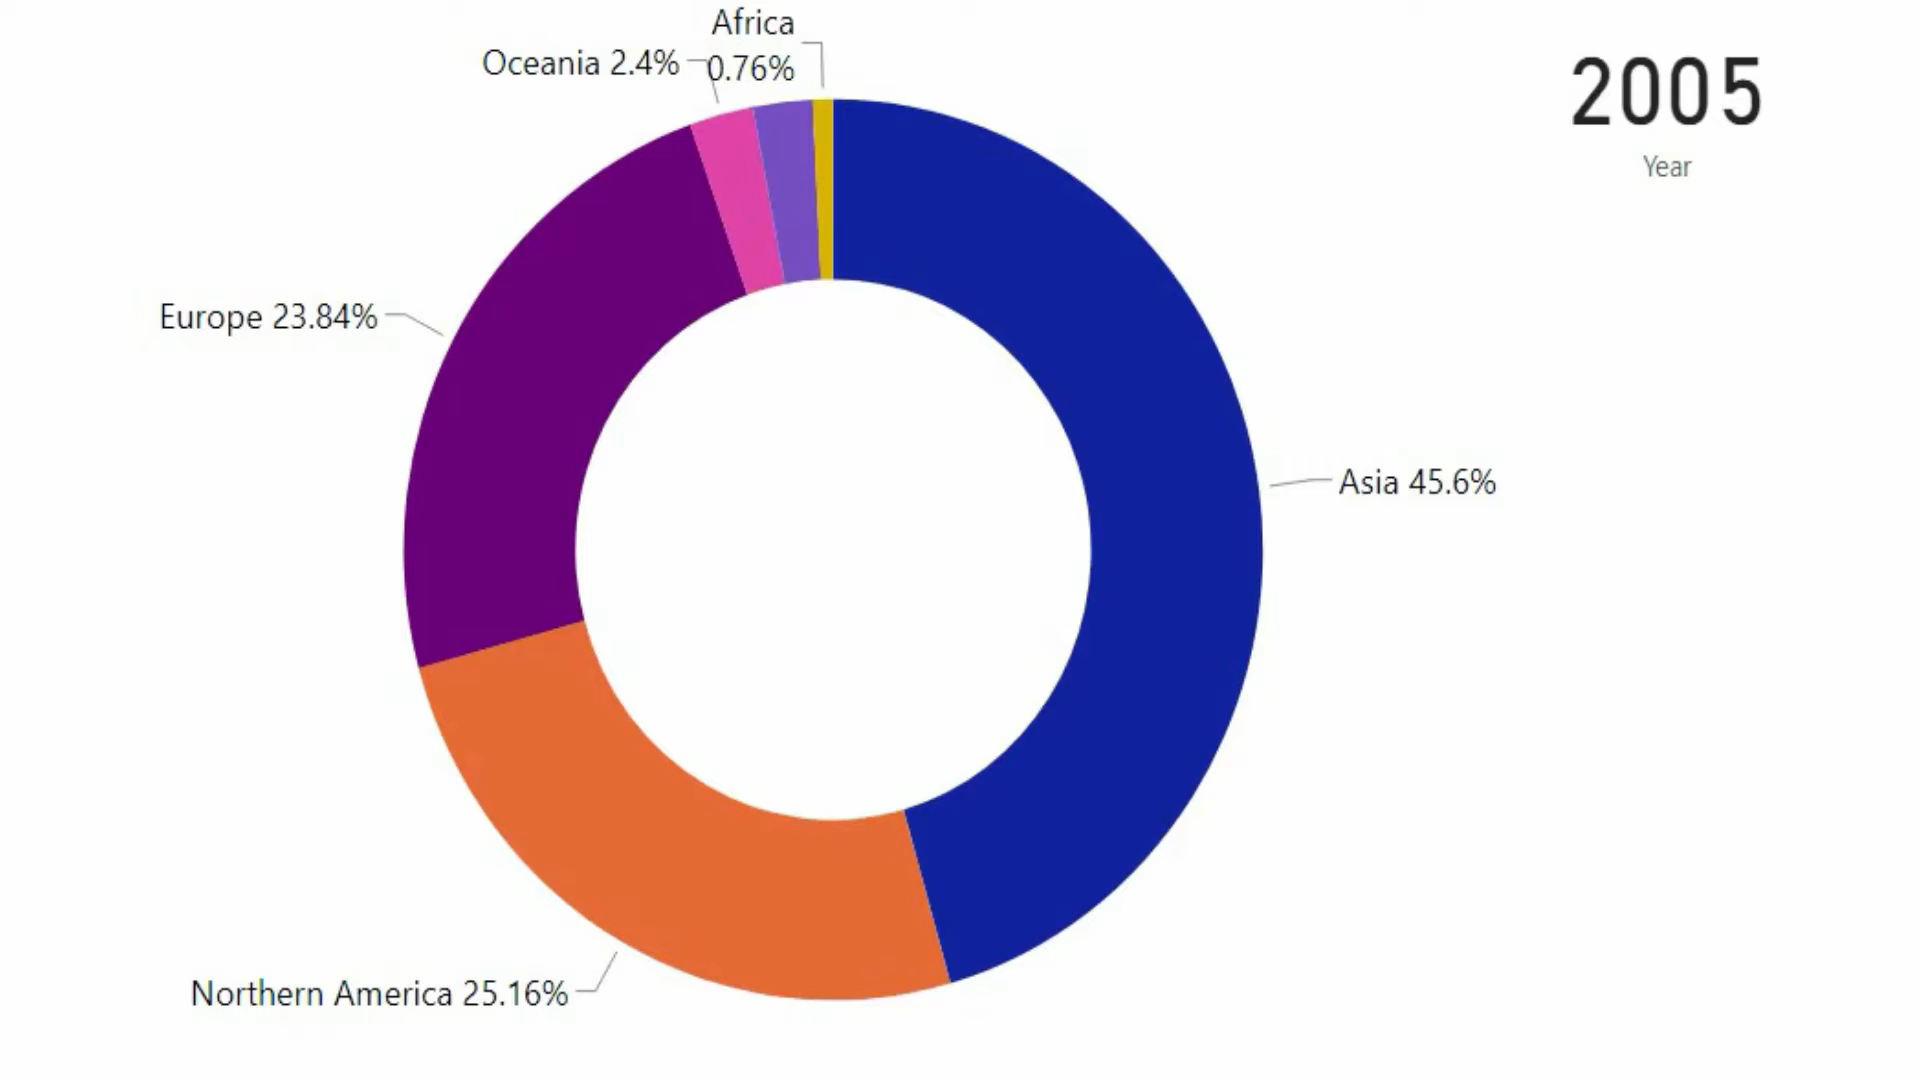 Africa
0.76%
Oceania 2.4%
2005
Year
Europe 23.84%
Asia 45.6%
Northern America 25.16%